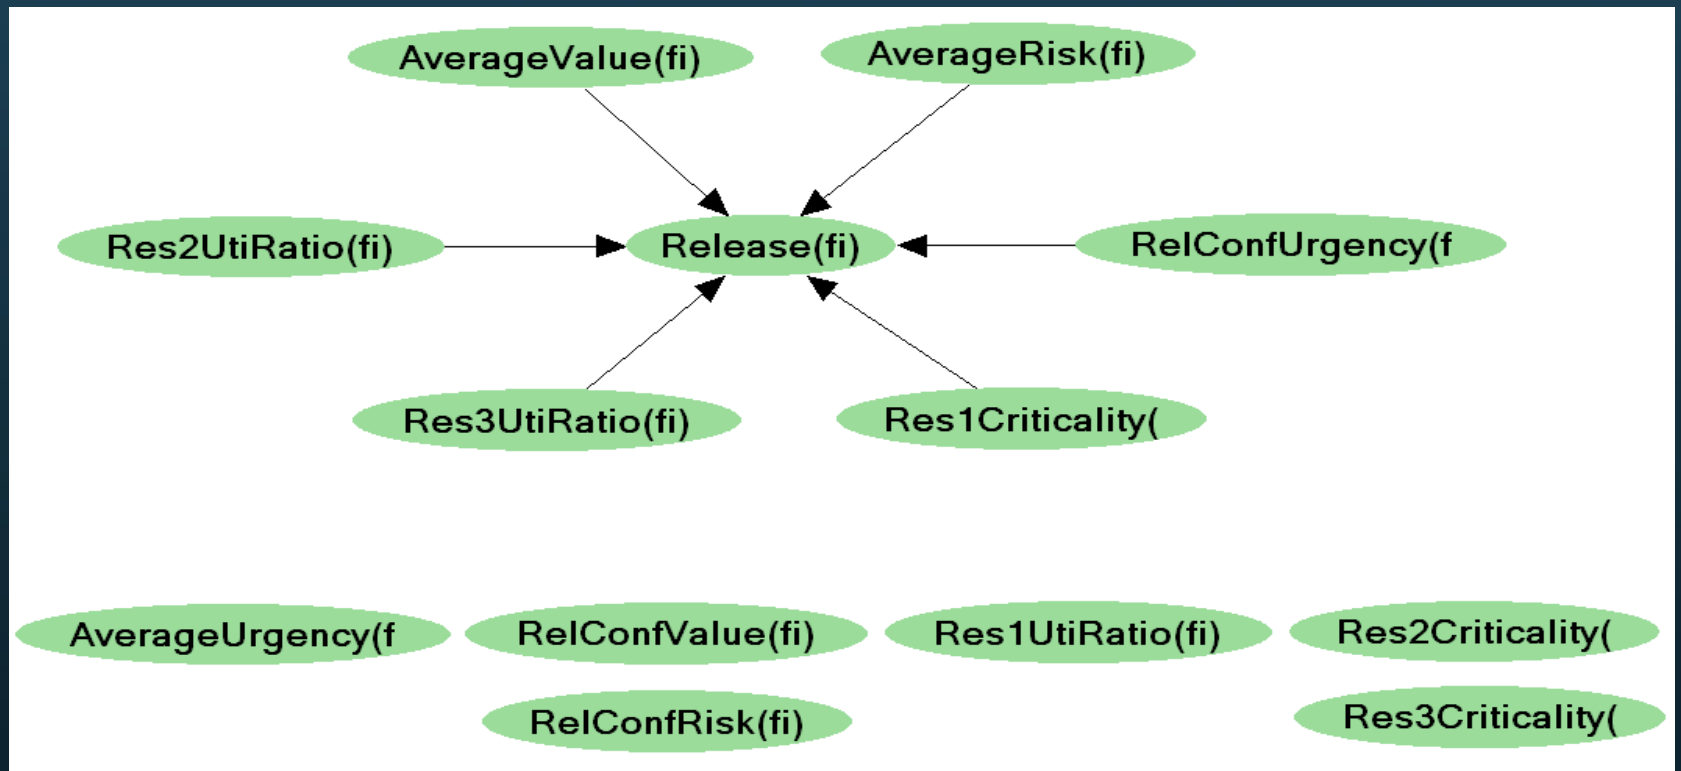 AverageValue(fi)
AverageRisk(fi)
Res2UtiRatio(fi)
Release(fi)
RelConfUrgency(f
Res3UtiRatio(fi)
Res1Criticality(
AverageUrgency(f
RelConfValue(fi)
Res1UtiRatio(fi)
Res2Criticality(
RelConfRisk(fi)
Res3Criticality(